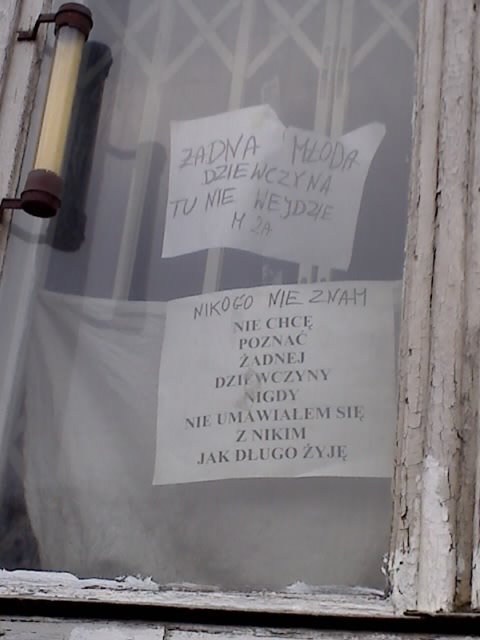 ŻADNA MŁODA
DZIEWCZYNA
TU NIE WEJDZIE
M 2A
NIKOGO NIE ZNAM
NIE CHCĘ
POZNAĆ
ŻADNEJ
DZIEWCZYNY
NIGDY
NIE UMAWIAŁEM SIĘ
Z NIKIM
JAK DŁUGO ŻYJĘ